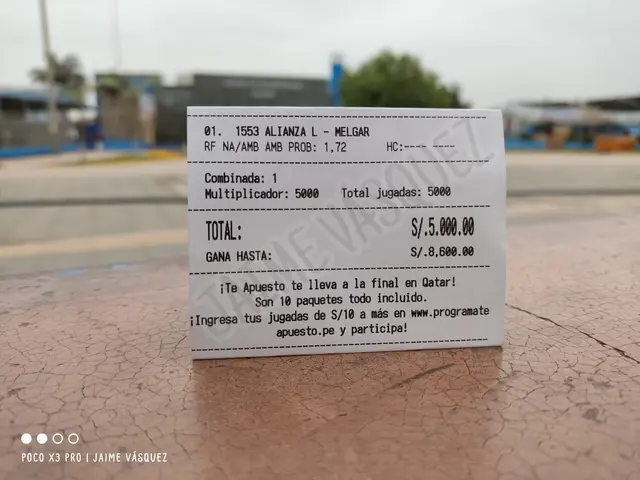 01. 1553 ALIANZA L - MELGAR
RF NA/AMB AMB PROB: 1,72 HC:---- ----
Combinada: 1
Multiplicador: 5000 Total jugadas: 5000
TOTAL: S/.5.000.00
GANA HASTA: S/.8,600.00
¡Te Apuesto te lleva a la final en Qatar!
Son 10 paquetes todo incluido.
¡Ingresa tus jugadas de S/10 a más en www.programate
apuesto.pe y participa!
JAIME VASQUEZ
POCO X3 PRO | JAIME VÁSQUEZ